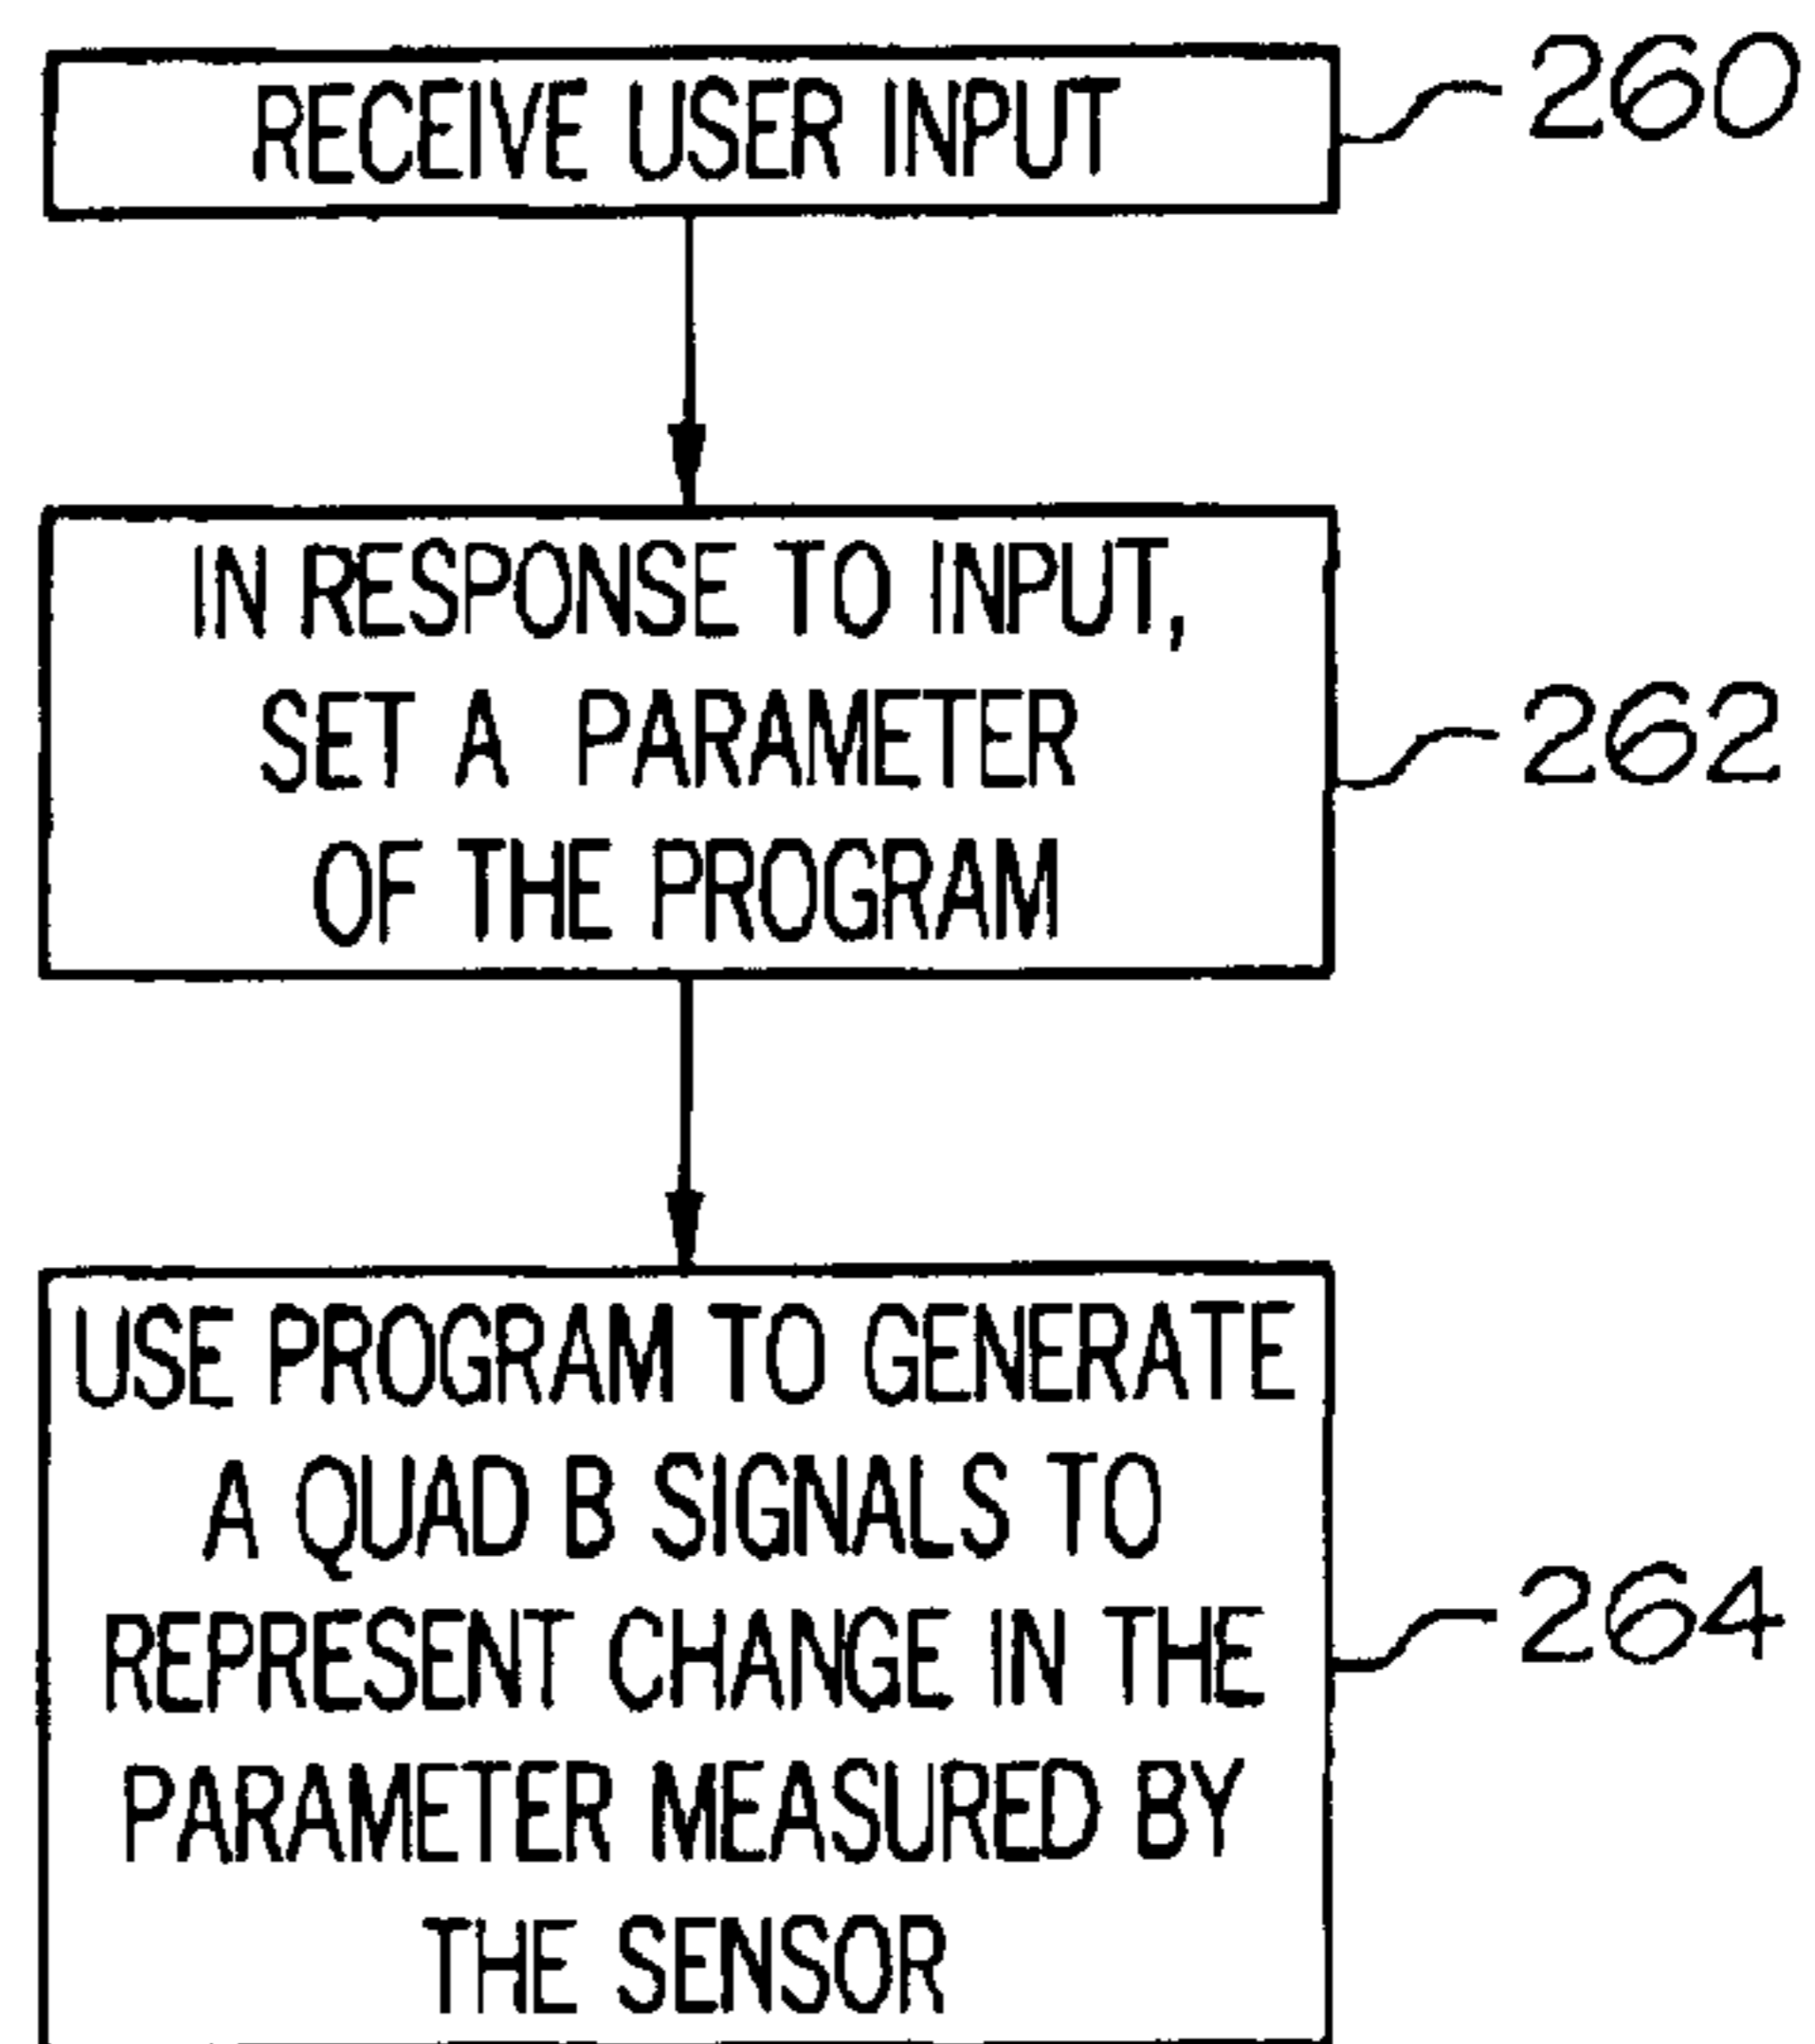 RECEIVE USER INPUT
260
IN RESPONSE TO INPUT,
SET A PARAMETER
OF THE PROGRAM
262
USE PROGRAM TO GENERATE
A QUAD B SIGNALS TO
REPRESENT CHANGE IN THE
PARAMETER MEASURED BY
THE SENSOR
264